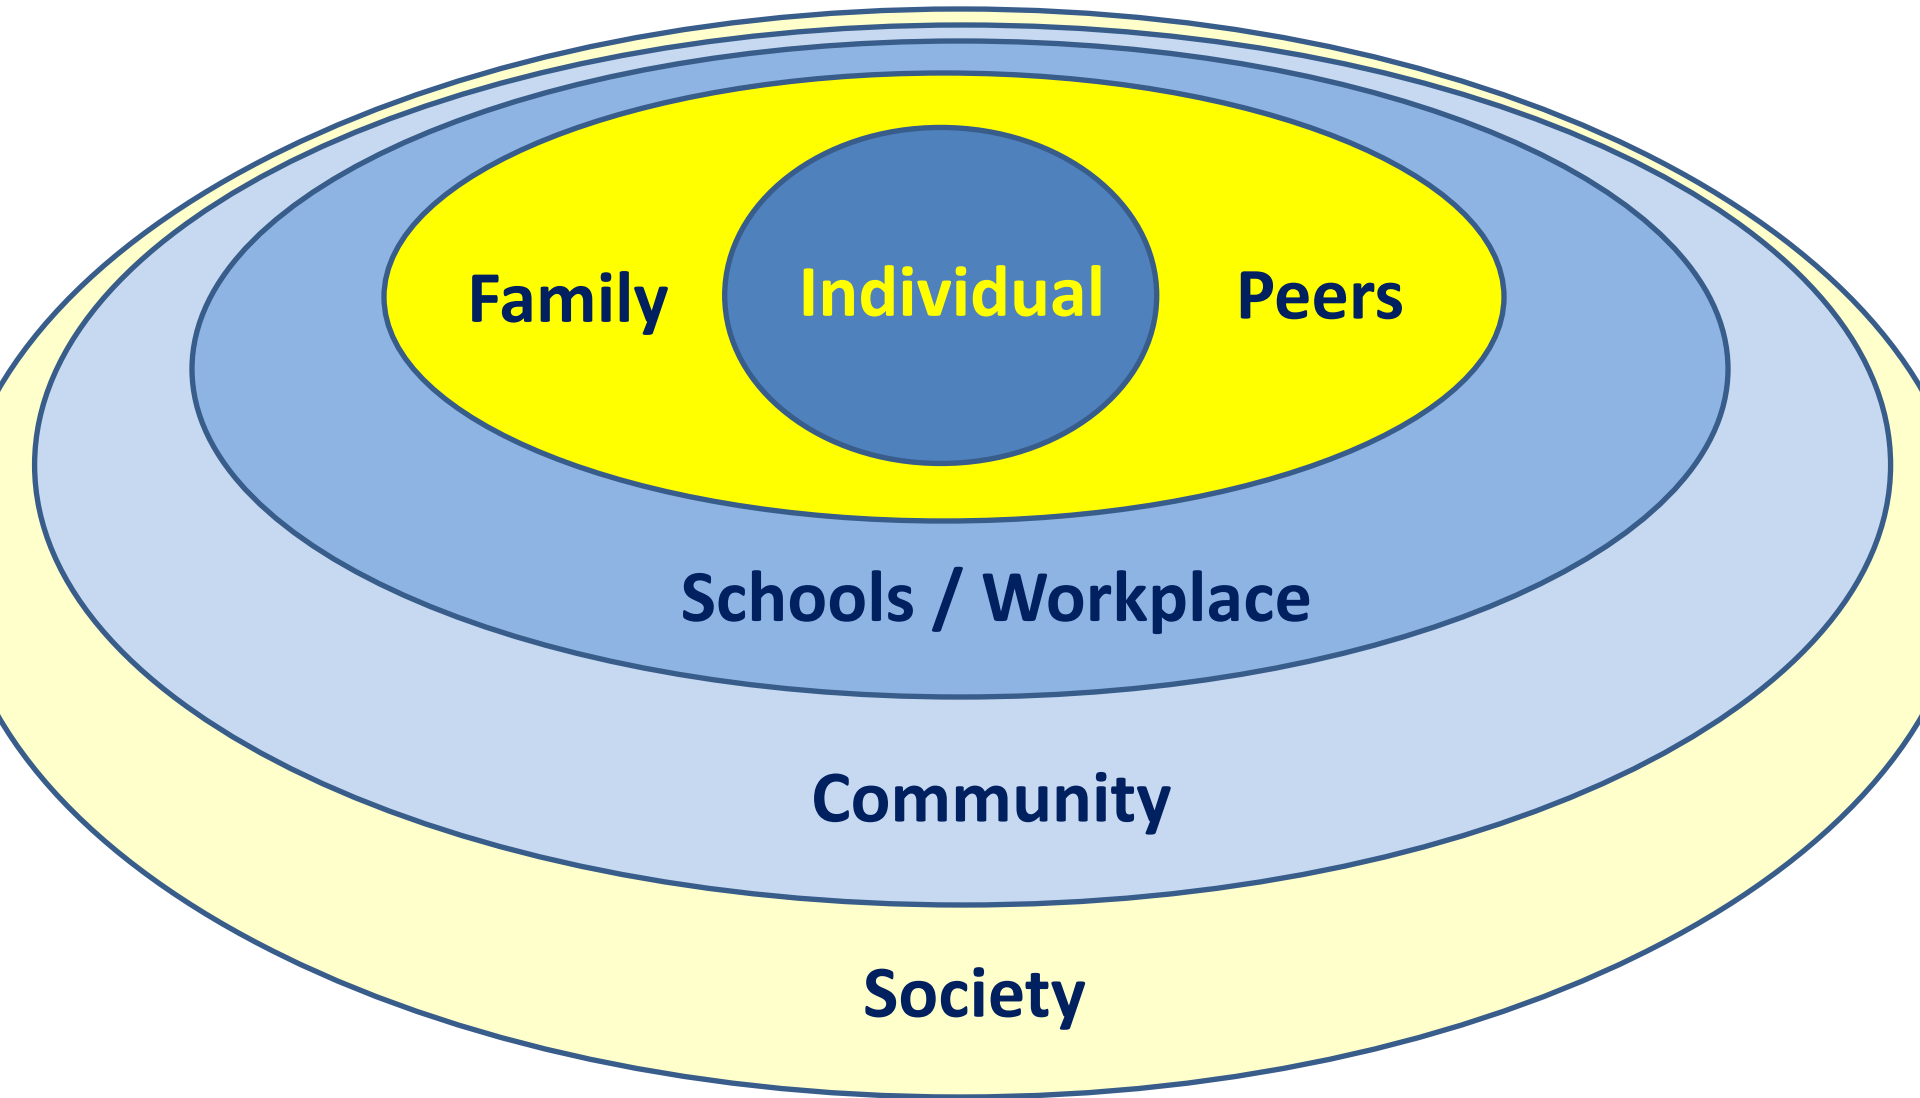 Family
Individual
Peers
Schools / Workplace
Community
Society